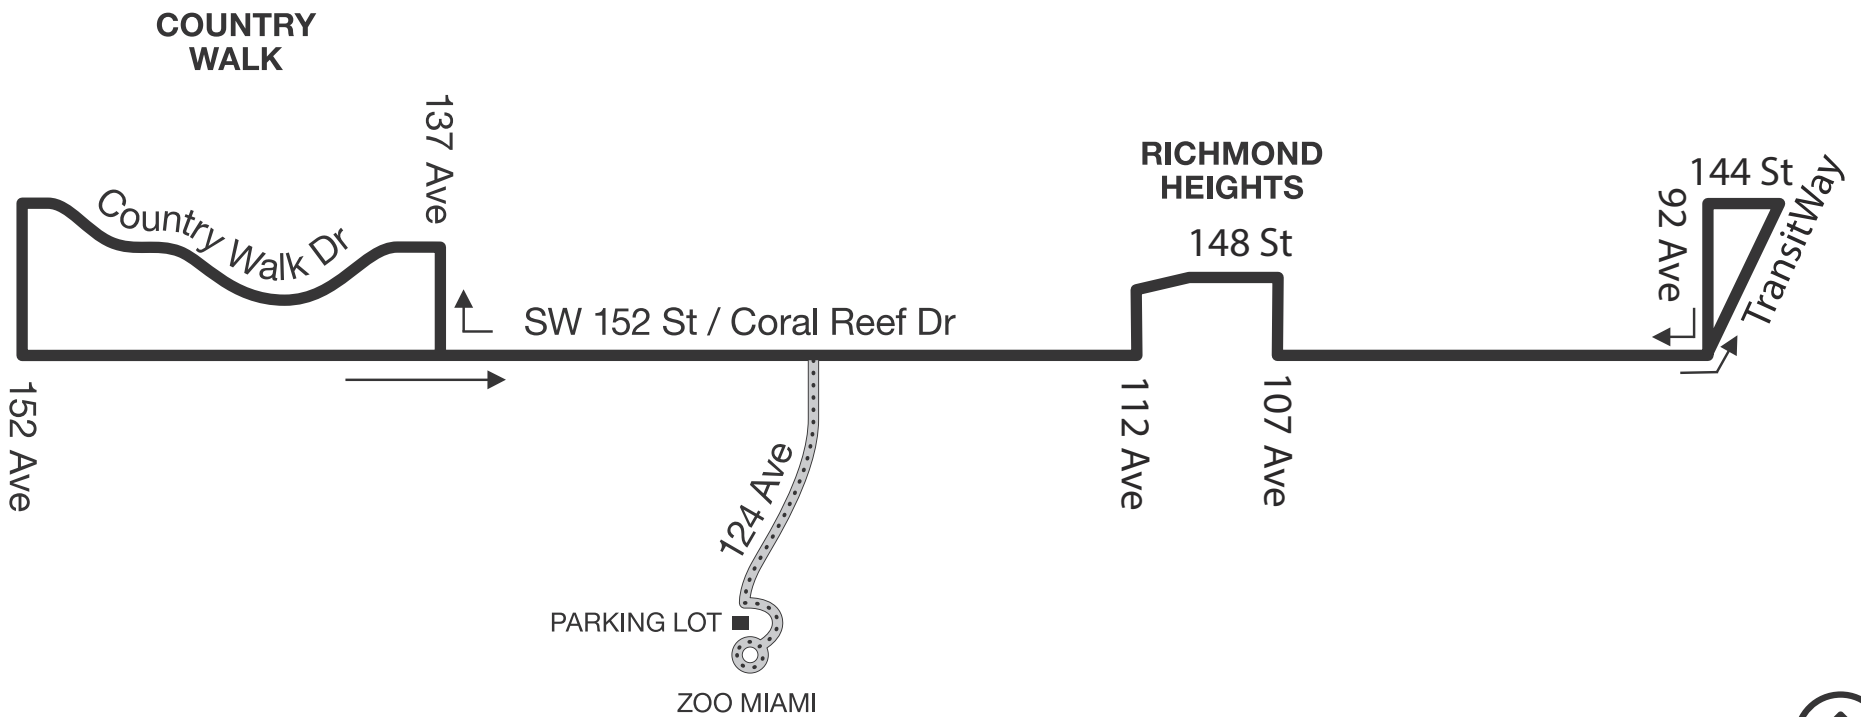 COUNTRY
WALK
137 Ave
RICHMOND
HEIGHTS
144 St
TransitWay
92 Ave
Country Walk Dr
148 St
SW 152 St / Coral Reef Dr
152 Ave
112 Ave
107 Ave
124 Ave
PARKING LOT
ZOO MIAMI